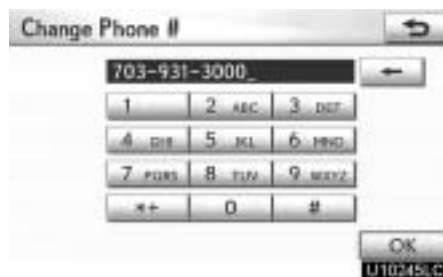 Change Phone #
703-931-3000_
1 2 ABC 3 DEF
4 GHI 5 JKL 6 MNO
7 PQRS 8 TUV 9 WXYZ
*+ 0 #
OK
U10245LC